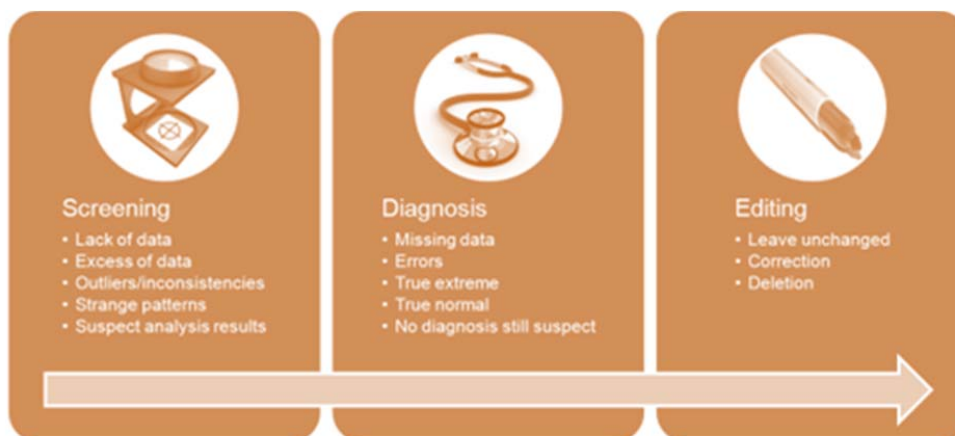 Screening
• Lack of data
• Excess of data
• Outliers/inconsistencies
• Strange patterns
• Suspect analysis results
Diagnosis
• Missing data
• Errors
• True extreme
• True normal
• No diagnosis still suspect
Editing
• Leave unchanged
• Correction
• Deletion